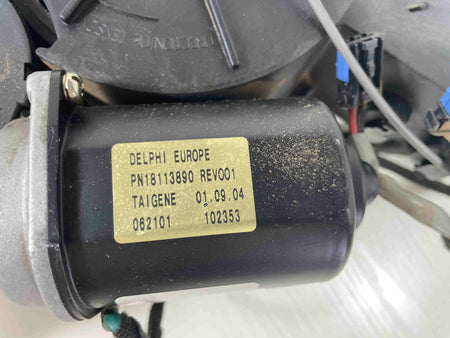 DELPHI EUROPE
PN18113890 REV001
TAIGENE 01.09.04
062101 102353